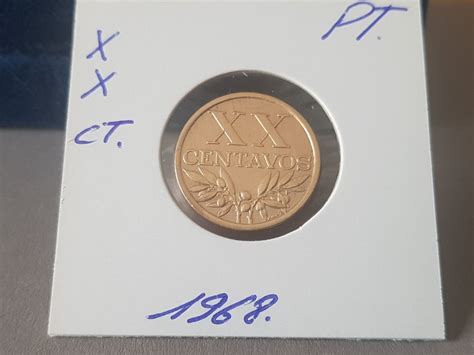 PT.
X
X
CT.
XX
CENTAVOS
1968.